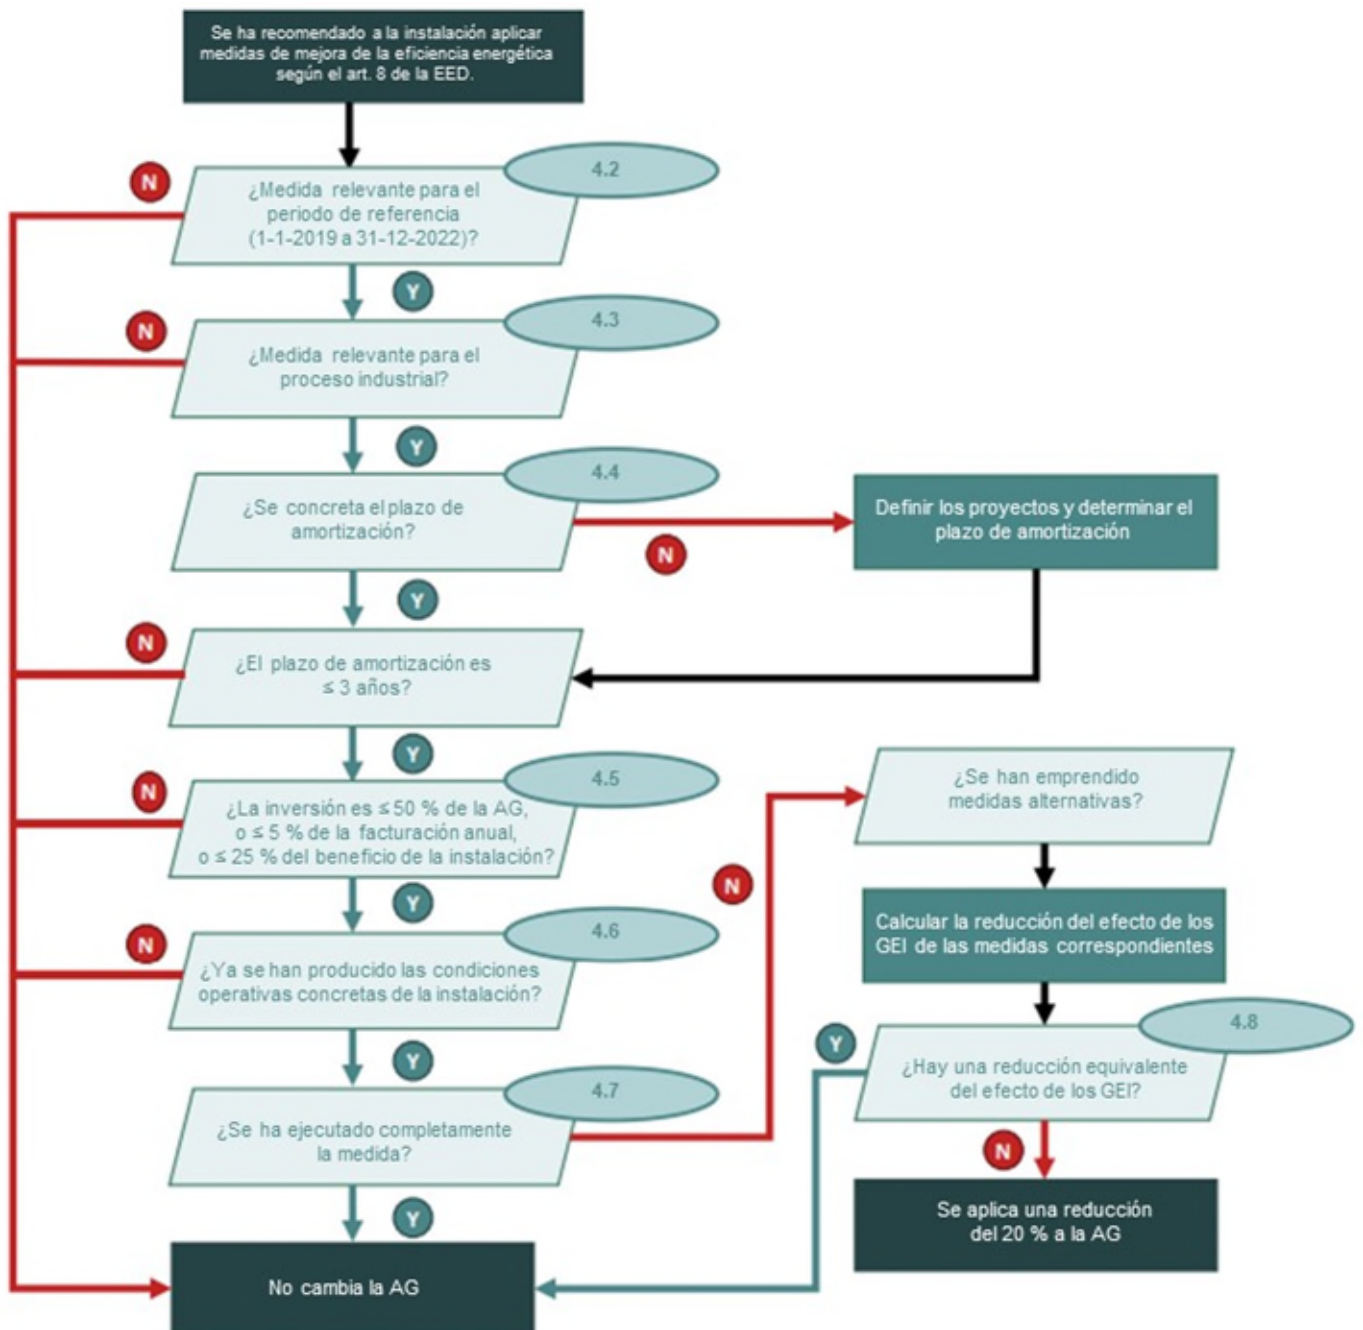 Se ha recomendado a la instalación aplicar
medidas de mejora de la eficiencia energética
según el art. 8 de la EED.
N
4.2
¿Medida relevante para el
periodo de referencia
(1-1-2019 a 31-12-2022)?
Y
N
4.3
¿Medida relevante para el
proceso industrial?
Y
4.4
¿Se concreta el plazo de
amortización?
N
Definir los proyectos y determinar el
plazo de amortización
Y
N
¿El plazo de amortización es
≤ 3 años?
Y
N
4.5
¿La inversión es ≤ 50 % de la AG,
o ≤ 5 % de la facturación anual,
o ≤ 25 % del beneficio de la instalación?
Y
N
4.6
¿Ya se han producido las condiciones
operativas concretas de la instalación?
Y
4.7
¿Se ha ejecutado completamente
la medida?
N
Y
No cambia la AG
¿Se han emprendido
medidas alternativas?
Calcular la reducción del efecto de los
GEI de las medidas correspondientes
4.8
Y
¿Hay una reducción equivalente
del efecto de los GEI?
N
Se aplica una reducción
del 20 % a la AG